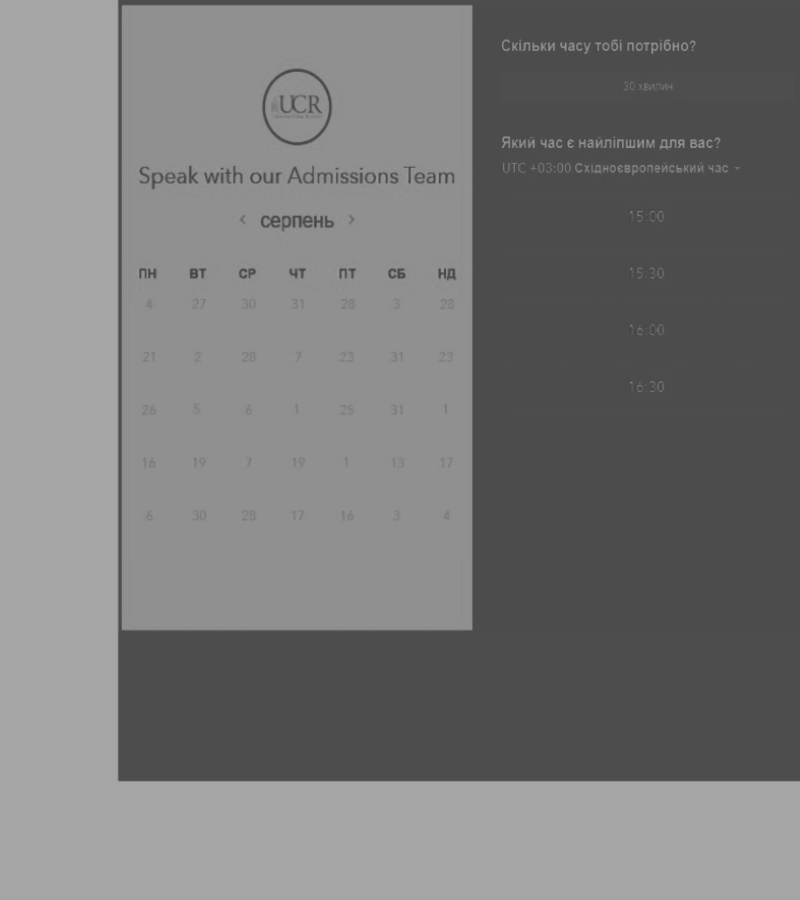 UCR
Speak with our Admissions Team
‹ серпень ›
ПН ВТ СР ЧТ ПТ СБ НД
4 27 30 31 26 3 28
21 2 28 7 23 31 23
26 5 6 1 25 31 1
16 19 7 19 1 13 17
6 30 28 17 16 3 4
Скільки часу тобі потрібно?
30 хвилин
Який час є найліпшим для вас?
UTC +03:00 Східноєвропейський час
15:00
15:30
16:00
16:30